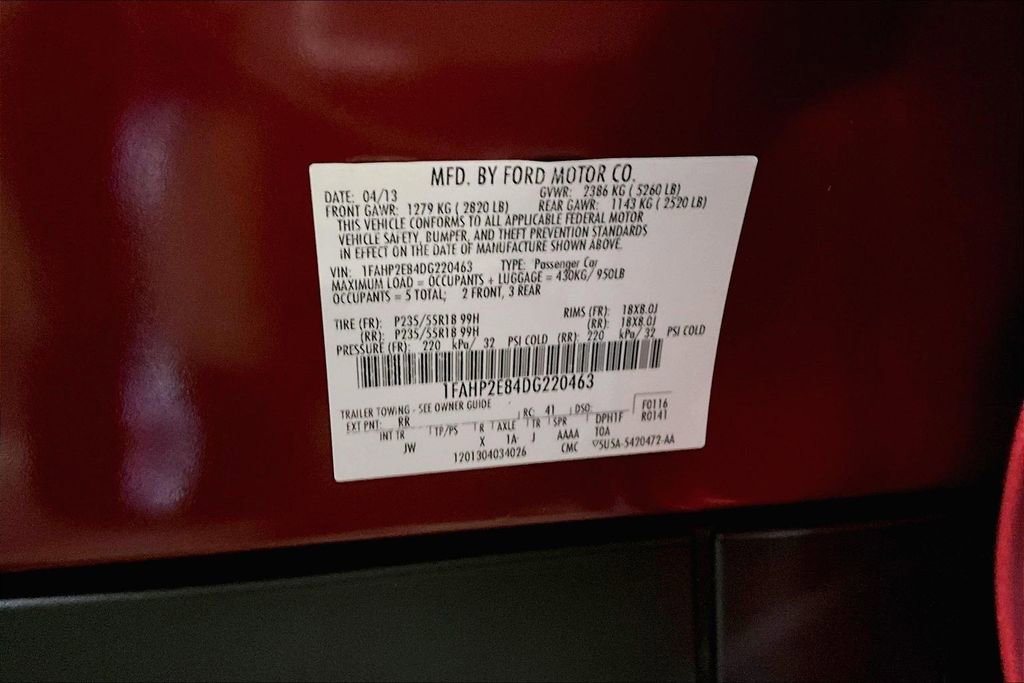 MFD. BY FORD MOTOR CO.
DATE: 04/13 GVWR: 2386 KG ( 5260 LB)
FRONT GAWR: 1279 KG ( 2820 LB) REAR GAWR: 1143 KG ( 2520 LB)
THIS VEHICLE CONFORMS TO ALL APPLICABLE FEDERAL MOTOR
VEHICLE SAFETY, BUMPER, AND THEFT PREVENTION STANDARDS
IN EFFECT ON THE DATE OF MANUFACTURE SHOWN ABOVE.
VIN: 1FAHP2E84DG220463 TYPE: Passenger Car
MAXIMUM LOAD = OCCUPANTS + LUGGAGE = 430KG/ 950LB
OCCUPANTS = 5 TOTAL; 2 FRONT, 3 REAR
TIRE (FR): P235/55R18 99H RIMS (FR): 18X8.0J
(RR): P235/55R18 99H (RR): 18X8.0J
PRESSURE (FR): 220 kPa/ 32 PSI COLD (RR): 220 kPa/ 32 PSI COLD
1FAHP2E84DG220463
TRAILER TOWING - SEE OWNER GUIDE RC: 41 DSO: F0116
EXT PNT: RR R0141
INT TR TP/PS R AXLE TR SPR DPHTF
JW X 1A J AAAA TOA
1201304034026 CMC 5U5A-5420472-AA